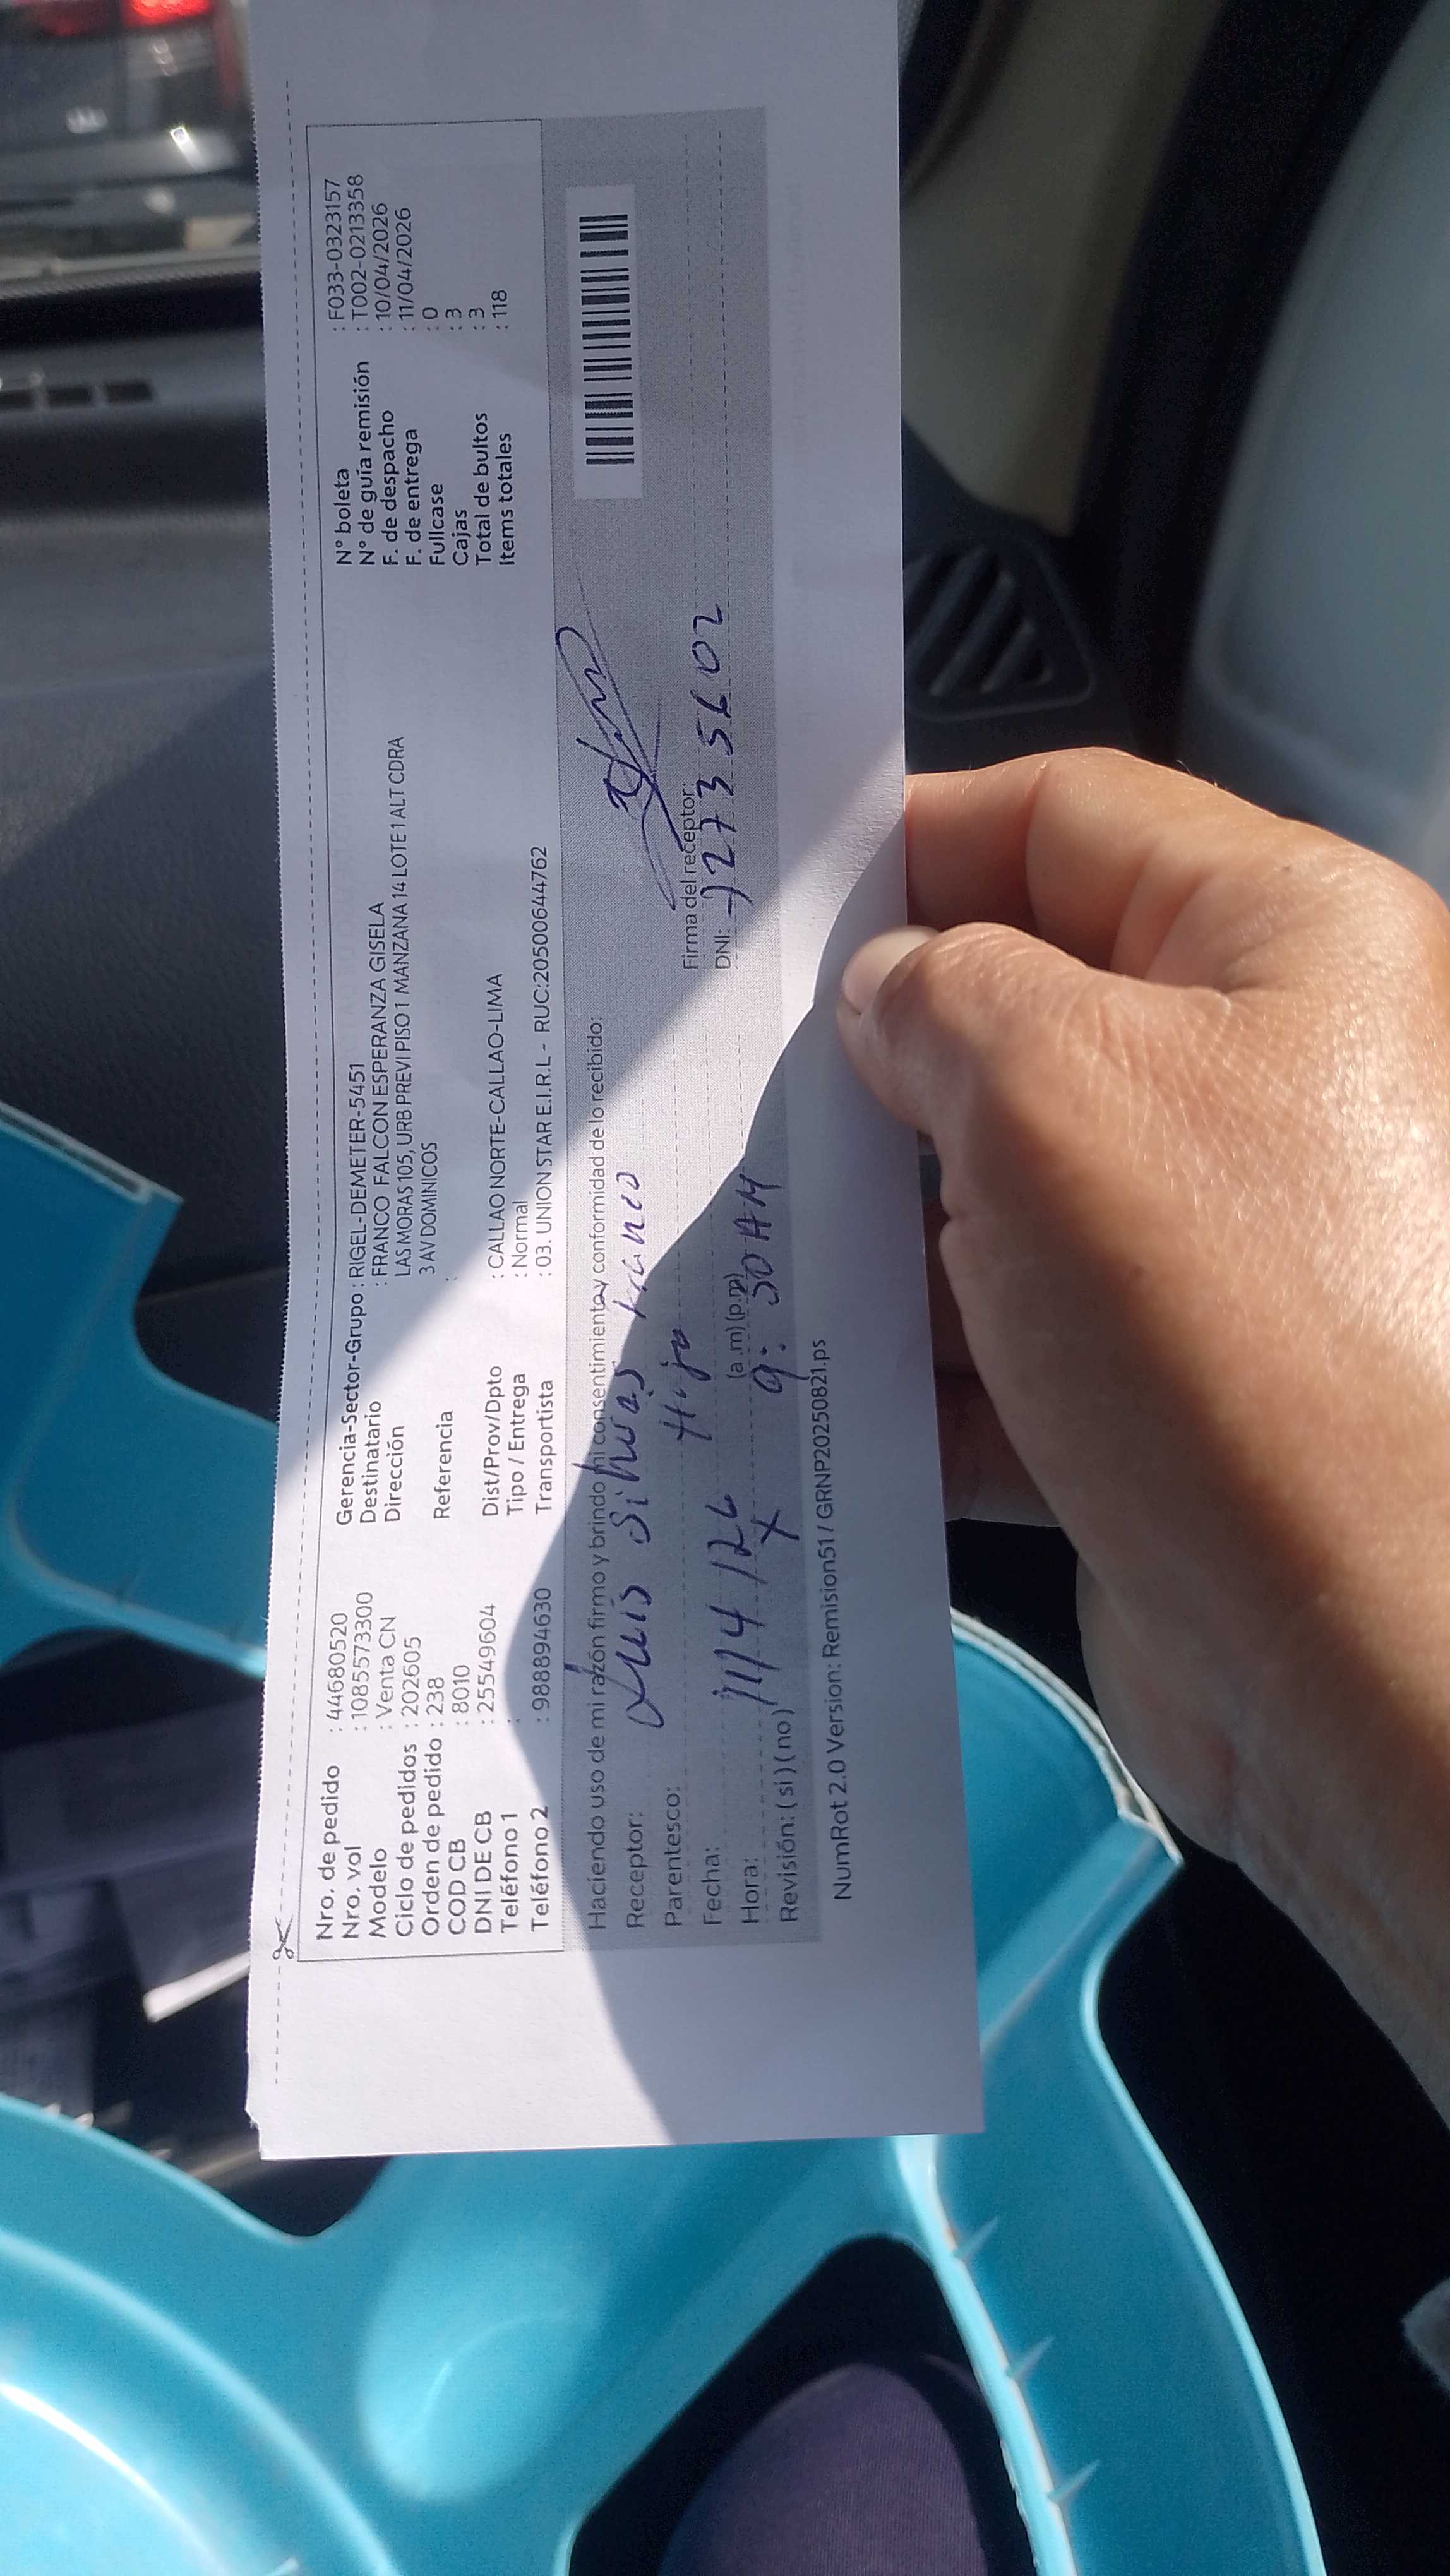 Nro. de pedido : 44680520
Nro. yol : 1085573300
Modelo : Venta CN
Ciclo de pedidos : 202605
Orden de pedido : 238
COD CB : 8010
DNI DE CB : 25549604
Teléfono 1 :
Teléfono 2 : 988894630
Gerencia-Sector-Grupo : RIGEL-DEMETER-5451
Destinatario : FRANCO FALCON ESPERANZA GISELA
Dirección LAS MORAS 105, URB PREVI PISO 1 MANZANA 14 LOTE 1 ALT CDRA
3 AV DOMINICOS
Referencia :
Dist/Prov/Dpto : CALLAO NORTE-CALLAO-LIMA
Tipo / Entrega : Normal
Transportista : 03. UNION STAR E.I.R.L - RUC:20500644762
N° boleta : F033-0323157
N° de guía remisión : T002-0213358
F. de despacho : 10/04/2026
F. de entrega : 11/04/2026
Fullcase : 0
Cajas : 3
Total de bultos : 3
Items totales : 118
Haciendo uso de mi razón firmo y brindo mi consentimiento y conformidad de lo recibido:
Receptor: Luis Sihuas Franco
Parentesco: Hijo
Fecha: 11/4/26
Hora: (a.m) (p.m) 9:30 AM
Revisión: ( si ) ( no ) X
Firma del receptor:
DNI: 72735602
NumRot 2.0 Version: Remision51 / GRNP20250821.ps